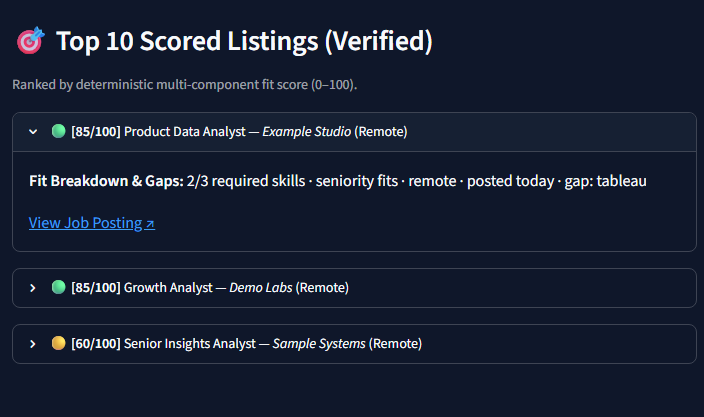 Top 10 Scored Listings (Verified)
Ranked by deterministic multi-component fit score (0–100).
[85/100] Product Data Analyst — Example Studio (Remote)
Fit Breakdown & Gaps: 2/3 required skills · seniority fits · remote · posted today · gap: tableau
View Job Posting ↗
[85/100] Growth Analyst — Demo Labs (Remote)
[60/100] Senior Insights Analyst — Sample Systems (Remote)